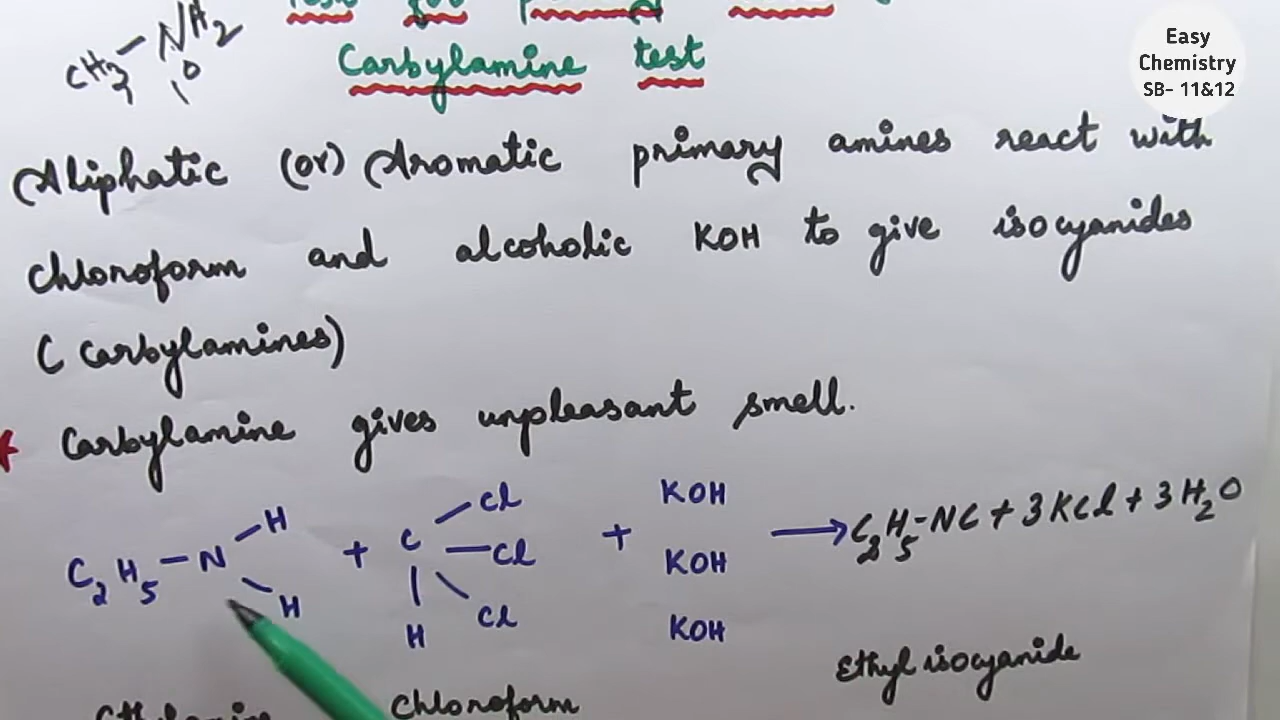 Carbylamine test
Easy
Chemistry
SB- 11&12
CH3 - NH2
1°
Aliphatic (or) Aromatic primary amines react with
chloroform and alcoholic KOH to give isocyanides
(Carbylamines)
Carbylamine gives unpleasant smell.
C2H5 - N
H
H
+
C
Cl
Cl
Cl
H
+
KOH
KOH
KOH
→ C2H5-NC + 3KCl + 3H2O
Ethyl isocyanide
Ethylamine
Chloroform